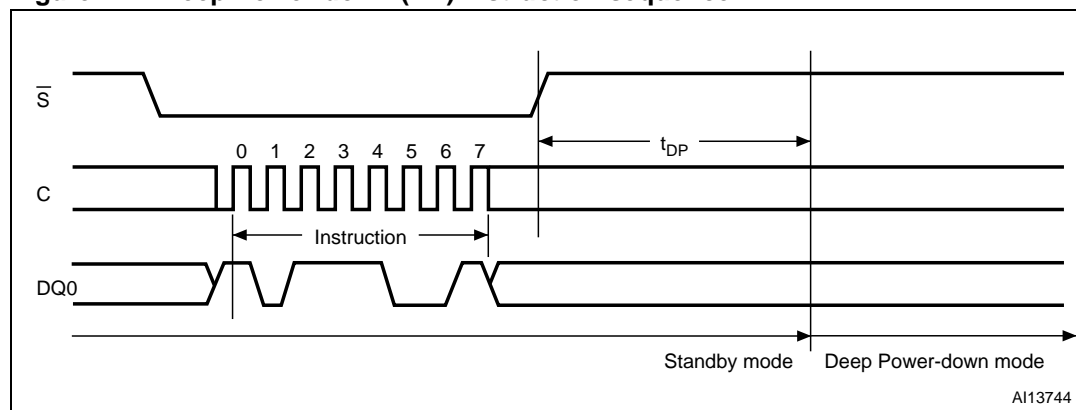 S
0 1 2 3 4 5 6 7
tDP
C
Instruction
DQ0
Standby mode Deep Power-down mode
AI13744